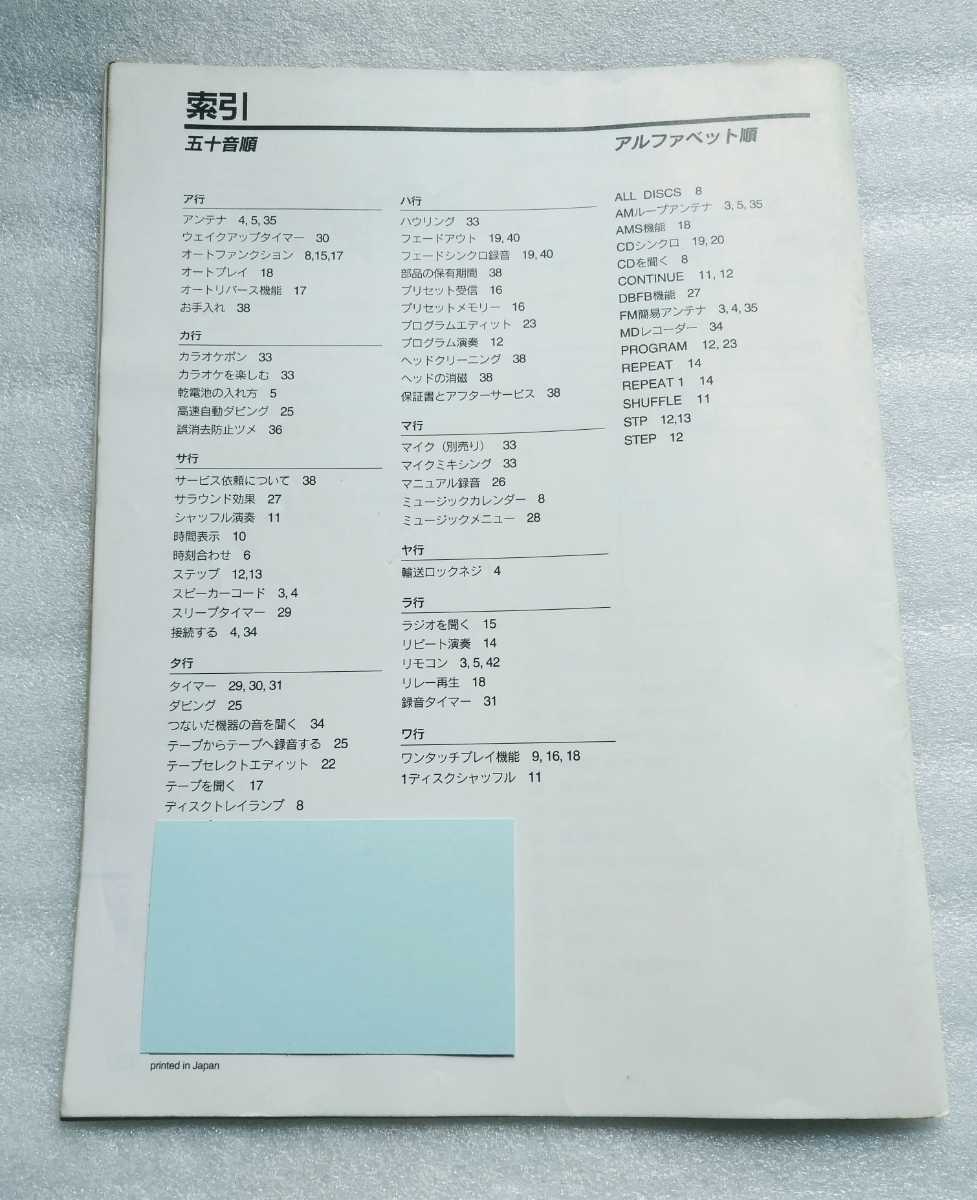 索引
五十音順
ア行
アンテナ 4, 5, 35
ウェイクアップタイマー 30
オートファンクション 8,15,17
オートプレイ 18
オートリバース機能 17
お手入れ 38
カ行
カラオケポン 33
カラオケを楽しむ 33
乾電池の入れ方 5
高速自動ダビング 25
誤消去防止ツメ 36
サ行
サービス依頼について 38
サラウンド効果 27
シャッフル演奏 11
時間表示 10
時刻合わせ 6
ステップ 12,13
スピーカーコード 3, 4
スリープタイマー 29
接続する 4, 34
タ行
タイマー 29, 30, 31
ダビング 25
つないだ機器の音を聞く 34
テープからテープへ録音する 25
テープセレクトエディット 22
テープを聞く 17
ディスクトレイランプ 8
ハ行
ハウリング 33
フェードアウト 19, 40
フェードシンクロ録音 19, 40
部品の保有期間 38
プリセット受信 16
プリセットメモリー 16
プログラムエディット 23
プログラム演奏 12
ヘッドクリーニング 38
ヘッドの消磁 38
保証書とアフターサービス 38
マ行
マイク（別売り） 33
マイクミキシング 33
マニュアル録音 26
ミュージックカレンダー 8
ミュージックメニュー 28
ヤ行
輸送ロックネジ 4
ラ行
ラジオを聞く 15
リピート演奏 14
リモコン 3, 5, 42
リレー再生 18
録音タイマー 31
ワ行
ワンタッチプレイ機能 9, 16, 18
1ディスクシャッフル 11
アルファベット順
ALL DISCS 8
AMループアンテナ 3, 5, 35
AMS機能 18
CDシンクロ 19, 20
CDを聞く 8
CONTINUE 11, 12
DBFB機能 27
FM簡易アンテナ 3, 4, 35
MDレコーダー 34
PROGRAM 12, 23
REPEAT 14
REPEAT 1 14
SHUFFLE 11
STP 12,13
STEP 12
printed in Japan